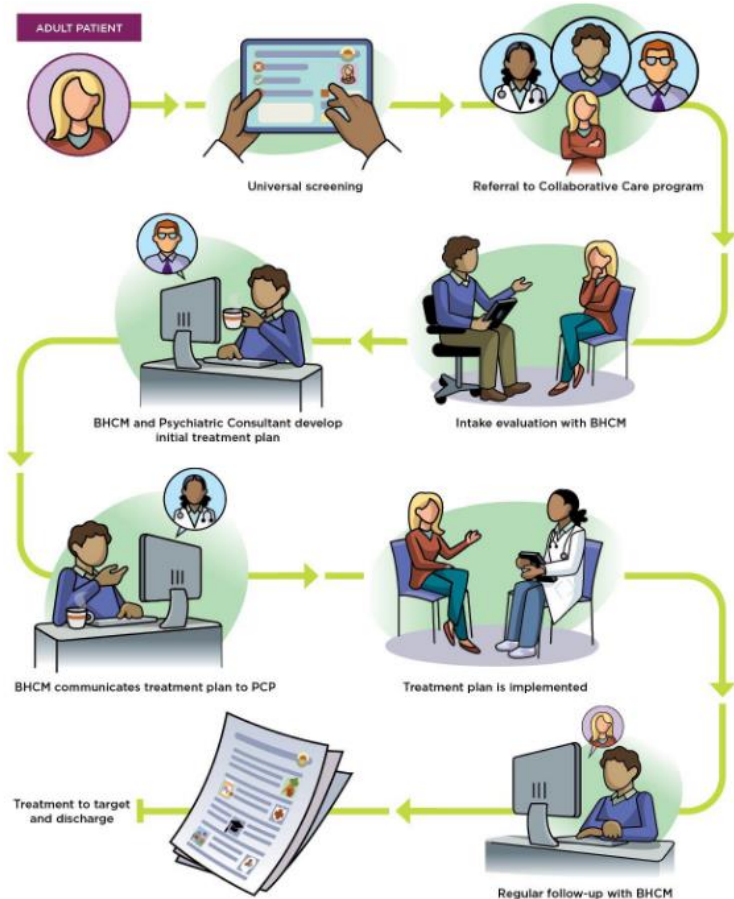 ADULT PATIENT
Universal screening
Referral to Collaborative Care program
BHCM and Psychiatric Consultant develop
initial treatment plan
Intake evaluation with BHCM
BHCM communicates treatment plan to PCP
Treatment plan is implemented
Treatment to target
and discharge
Regular follow-up with BHCM